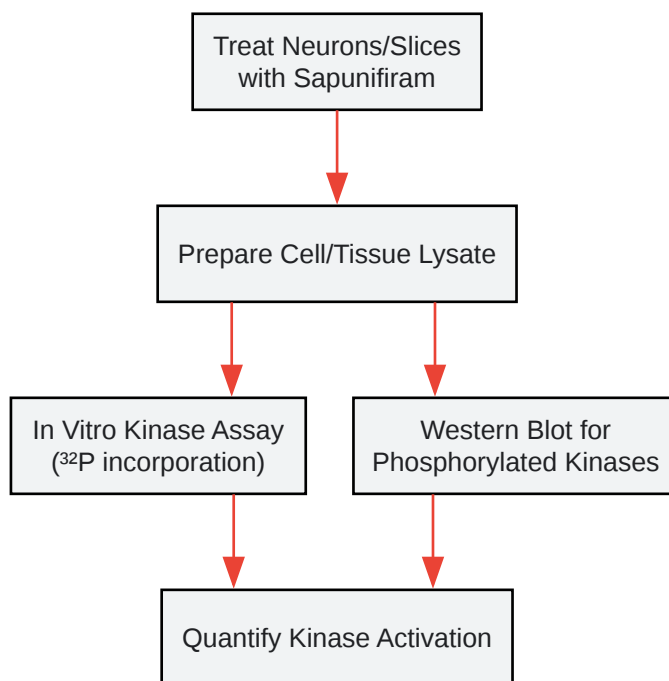 Treat Neurons/Slices
with Sapunifiram
Prepare Cell/Tissue Lysate
In Vitro Kinase Assay
(³²P incorporation)
Western Blot for
Phosphorylated Kinases
Quantify Kinase Activation